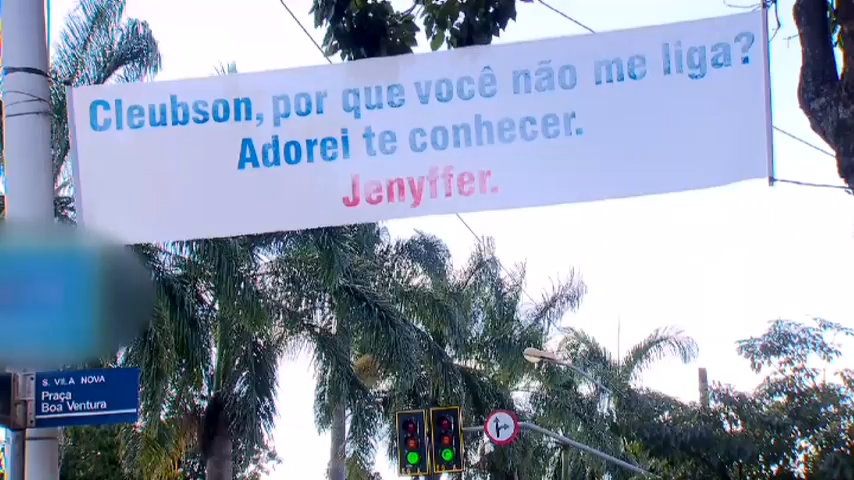 Cleubson, por que você não me liga?
Adorei te conhecer.
Jenyffer.
S. VILA NOVA
Praça
Boa Ventura